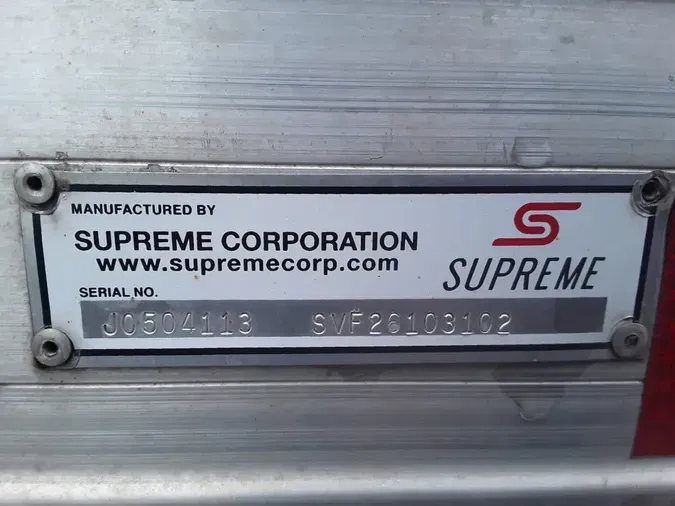 MANUFACTURED BY
SUPREME CORPORATION
www.supremecorp.com
SUPREME
SERIAL NO.
J0504113 SVF26103102